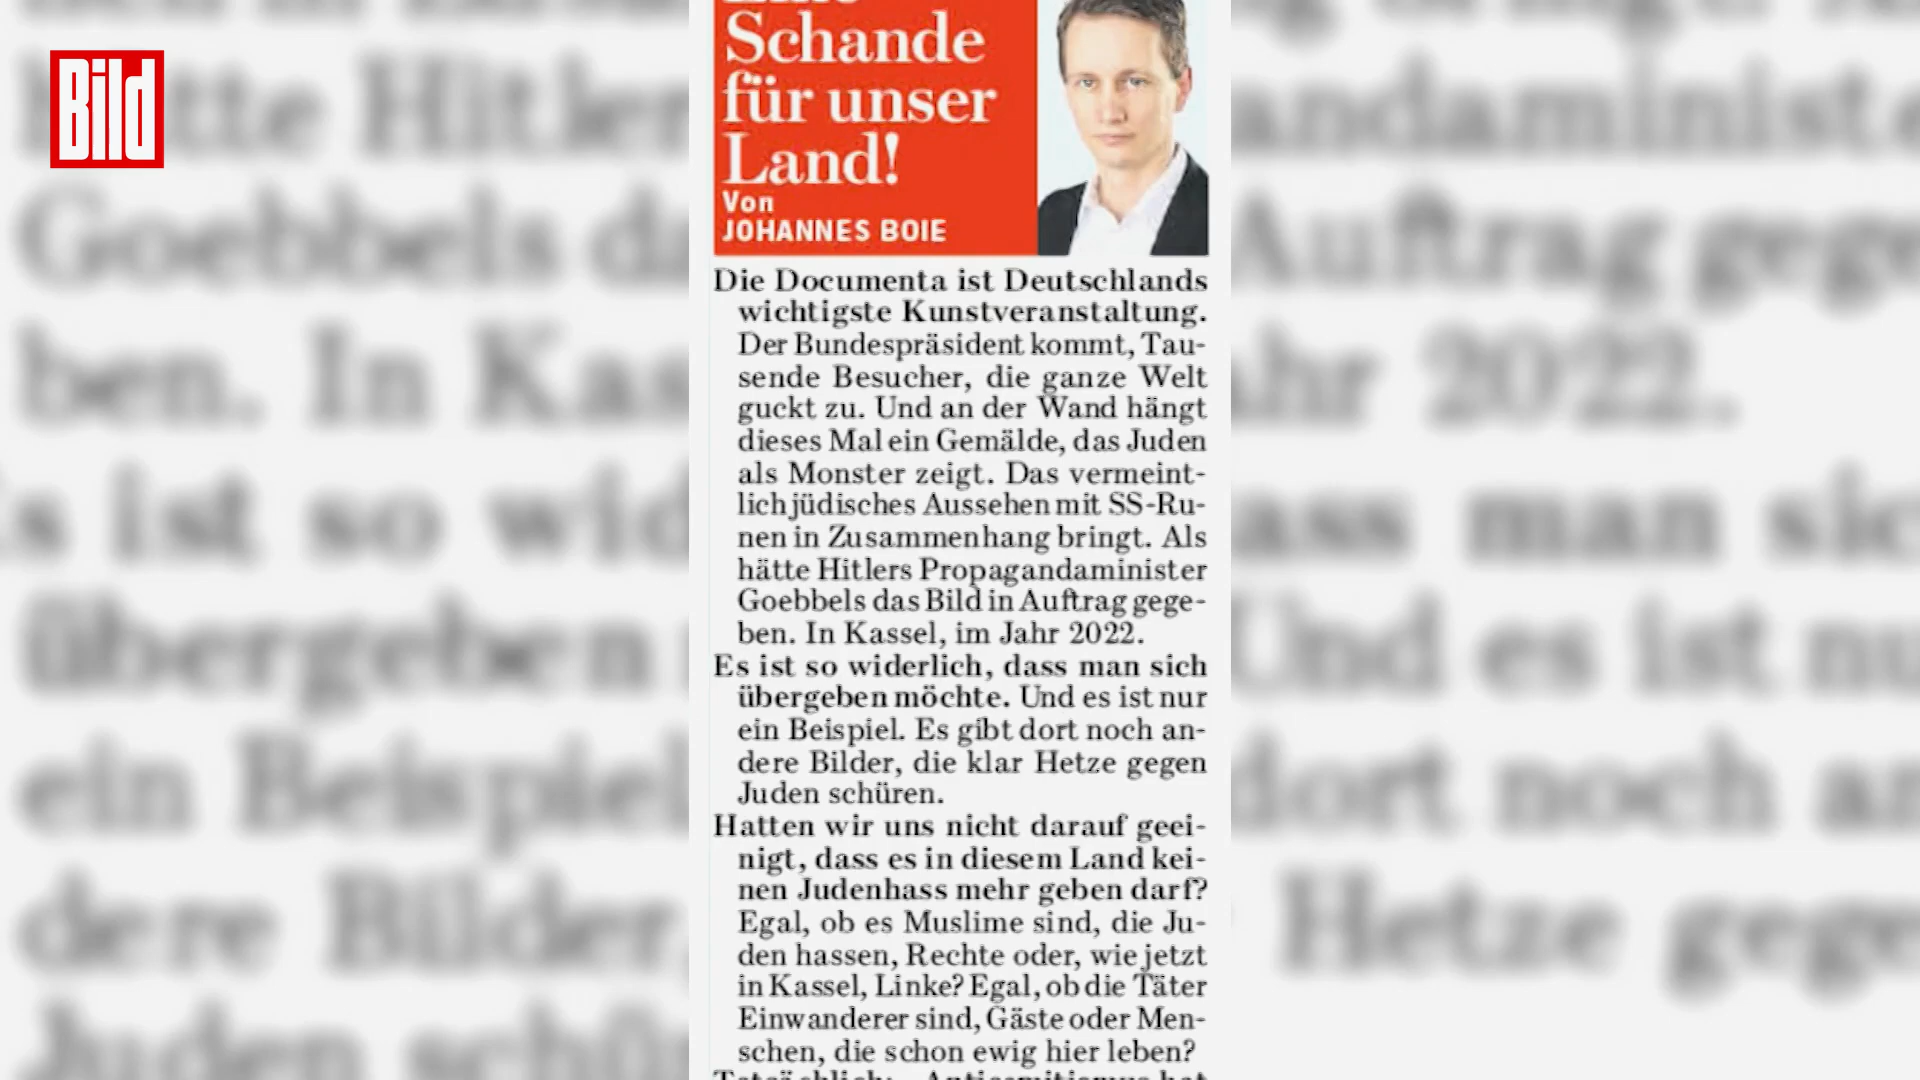 Bild
Schande
für unser
Land!
Von
JOHANNES BOIE
Die Documenta ist Deutschlands
wichtigste Kunstveranstaltung.
Der Bundespräsident kommt, Tau-
sende Besucher, die ganze Welt
guckt zu. Und an der Wand hängt
dieses Mal ein Gemälde, das Juden
als Monster zeigt. Das vermeint-
lich jüdisches Aussehen mit SS-Ru-
nen in Zusammenhang bringt. Als
hätte Hitlers Propagandaminister
Goebbels das Bild in Auftrag gege-
ben. In Kassel, im Jahr 2022.
Es ist so widerlich, dass man sich
übergeben möchte. Und es ist nur
ein Beispiel. Es gibt dort noch an-
dere Bilder, die klar Hetze gegen
Juden schüren.
Hatten wir uns nicht darauf geei-
nigt, dass es in diesem Land kei-
nen Judenhass mehr geben darf?
Egal, ob es Muslime sind, die Ju-
den hassen, Rechte oder, wie jetzt
in Kassel, Linke? Egal, ob die Täter
Einwanderer sind, Gäste oder Men-
schen, die schon ewig hier leben?